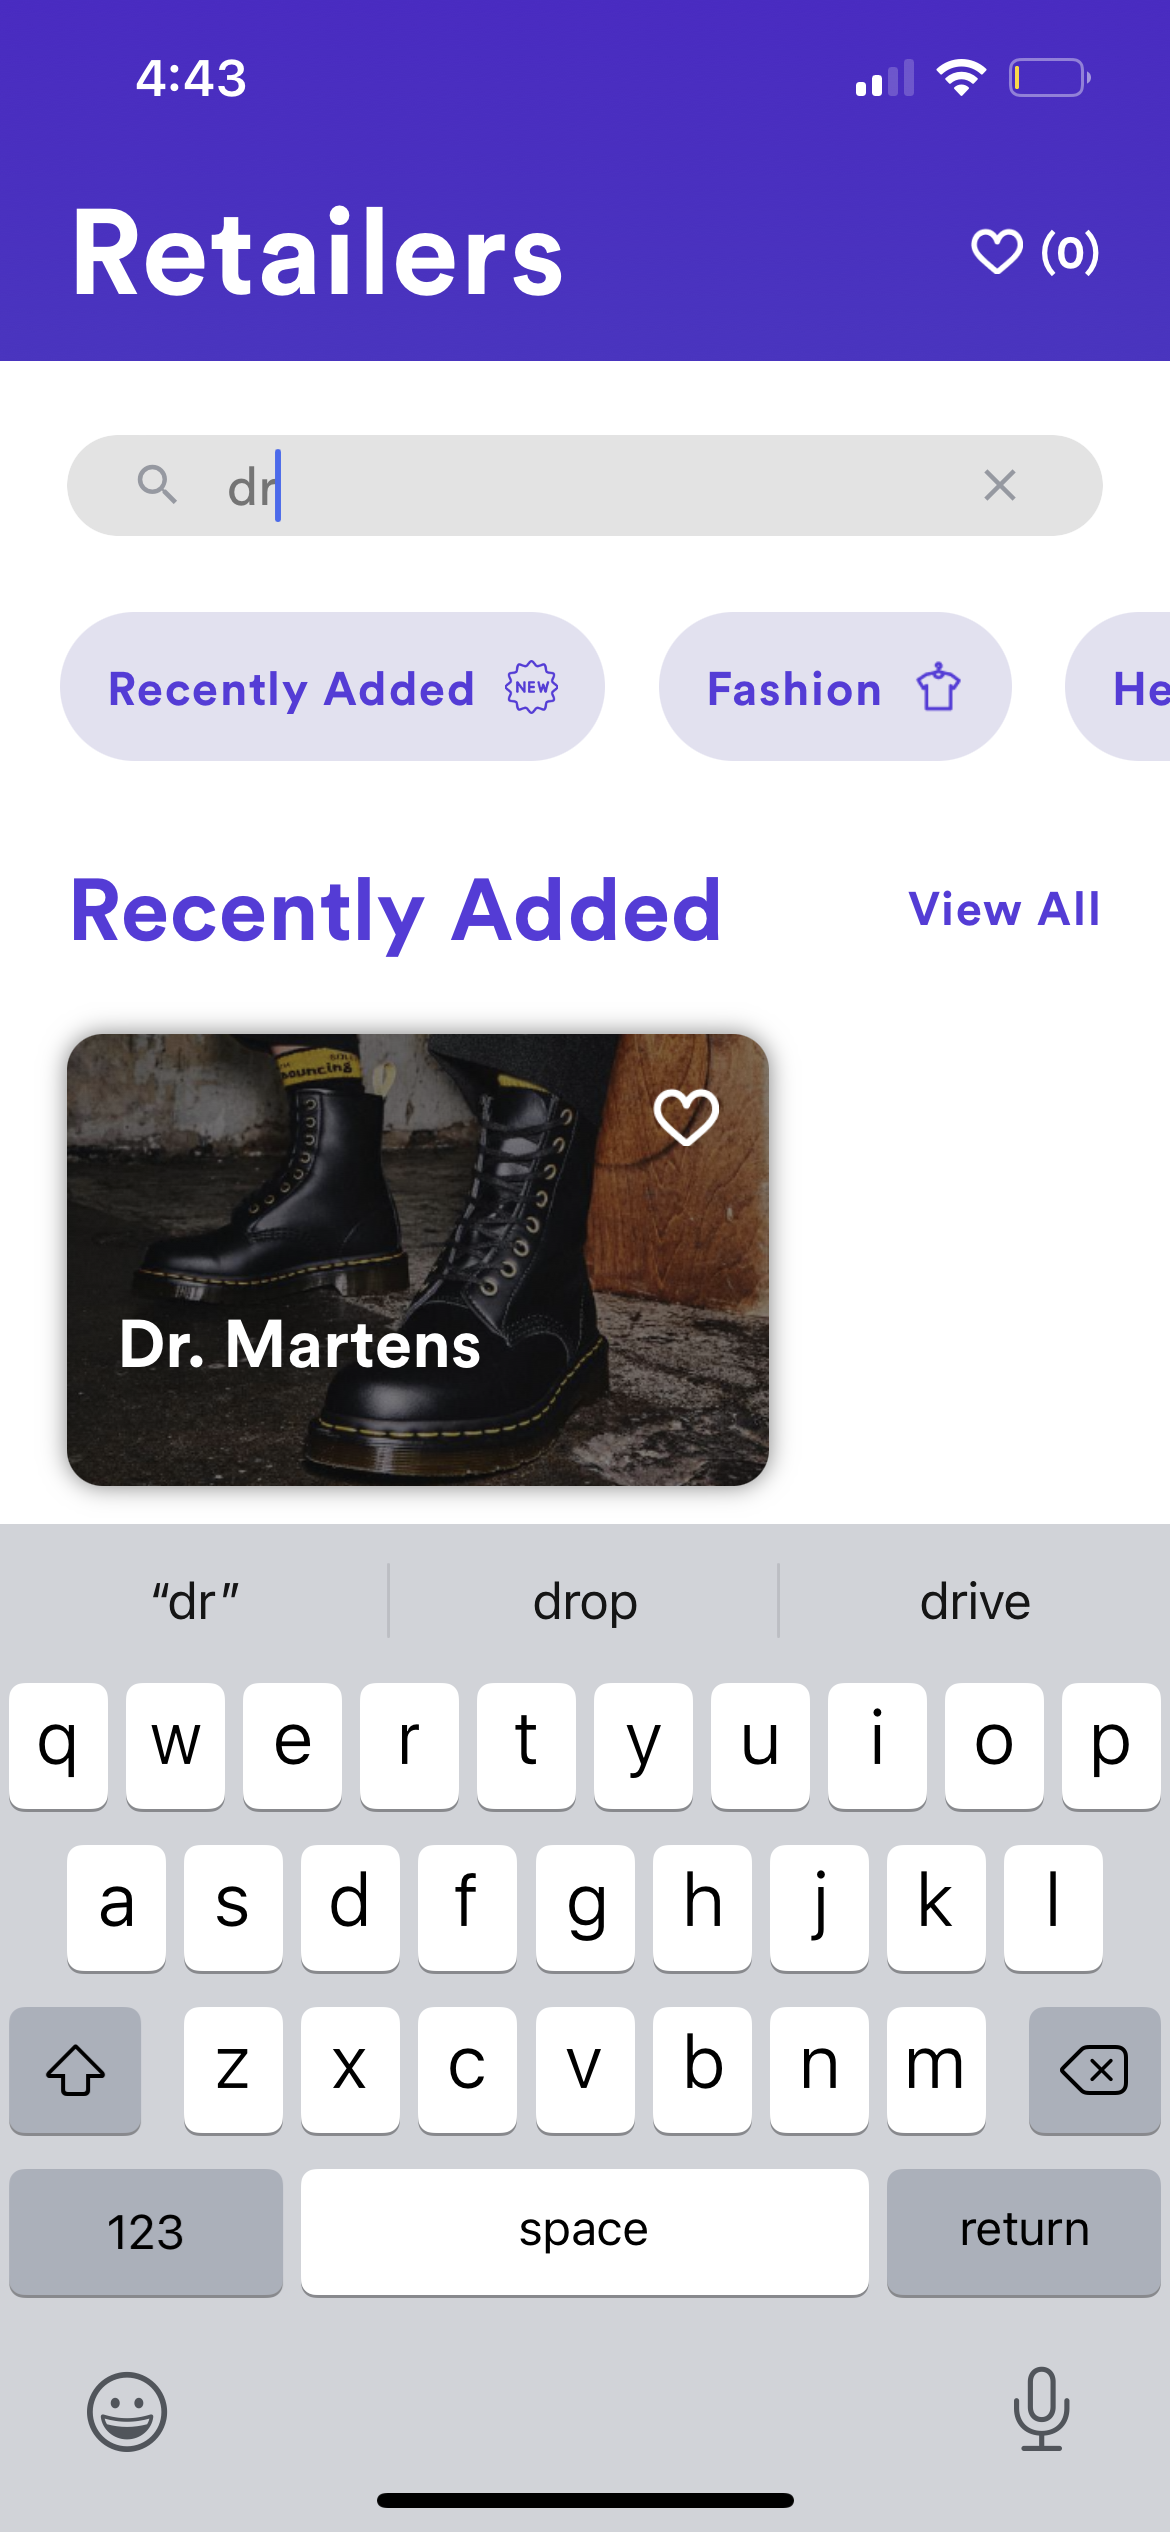 4:43
Retailers
(0)
dr
Recently Added NEW Fashion He
Recently Added
View All
bouncing
Dr. Martens
“dr” drop drive
q w e r t y u i o p
a s d f g h j k l
z x c v b n m
123 space return